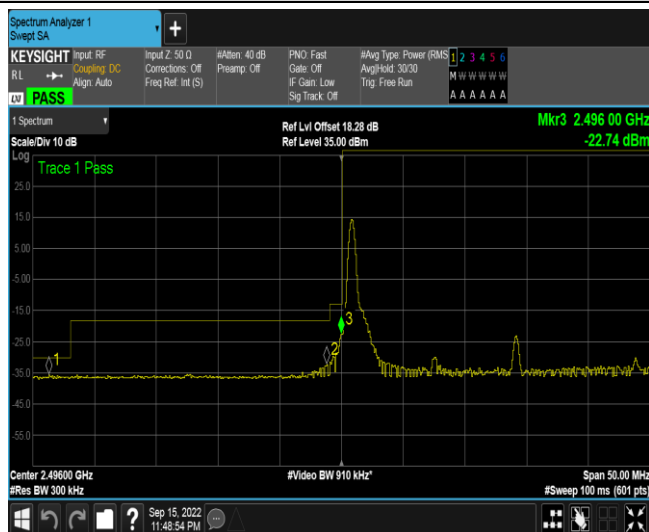 Spectrum Analyzer 1
Swept SA
KEYSIGHT
RL
LXI PASS
Input: RF
Coupling: DC
Align: Auto
Input Z: 50 Ω
Corrections: Off
Freq Ref: Int (S)
#Atten: 40 dB
Preamp: Off
PNO: Fast
Gate: Off
IF Gain: Low
Sig Track: Off
#Avg Type: Power (RMS
Avg|Hold: 30/30
Trig: Free Run
1 2 3 4 5 6
M W W W W W
A A A A A A
1 Spectrum
Scale/Div 10 dB
Ref Lvl Offset 18.28 dB
Ref Level 35.00 dBm
Mkr3 2.496 00 GHz
-22.74 dBm
Log
Trace 1 Pass
25.0
15.0
5.00
-5.00
-15.0
-25.0
-35.0
-45.0
-55.0
1
2
3
Center 2.49600 GHz
#Res BW 300 kHz
#Video BW 910 kHz*
Span 50.00 MHz
#Sweep 100 ms (601 pts)
?
Sep 15, 2022
11:48:54 PM